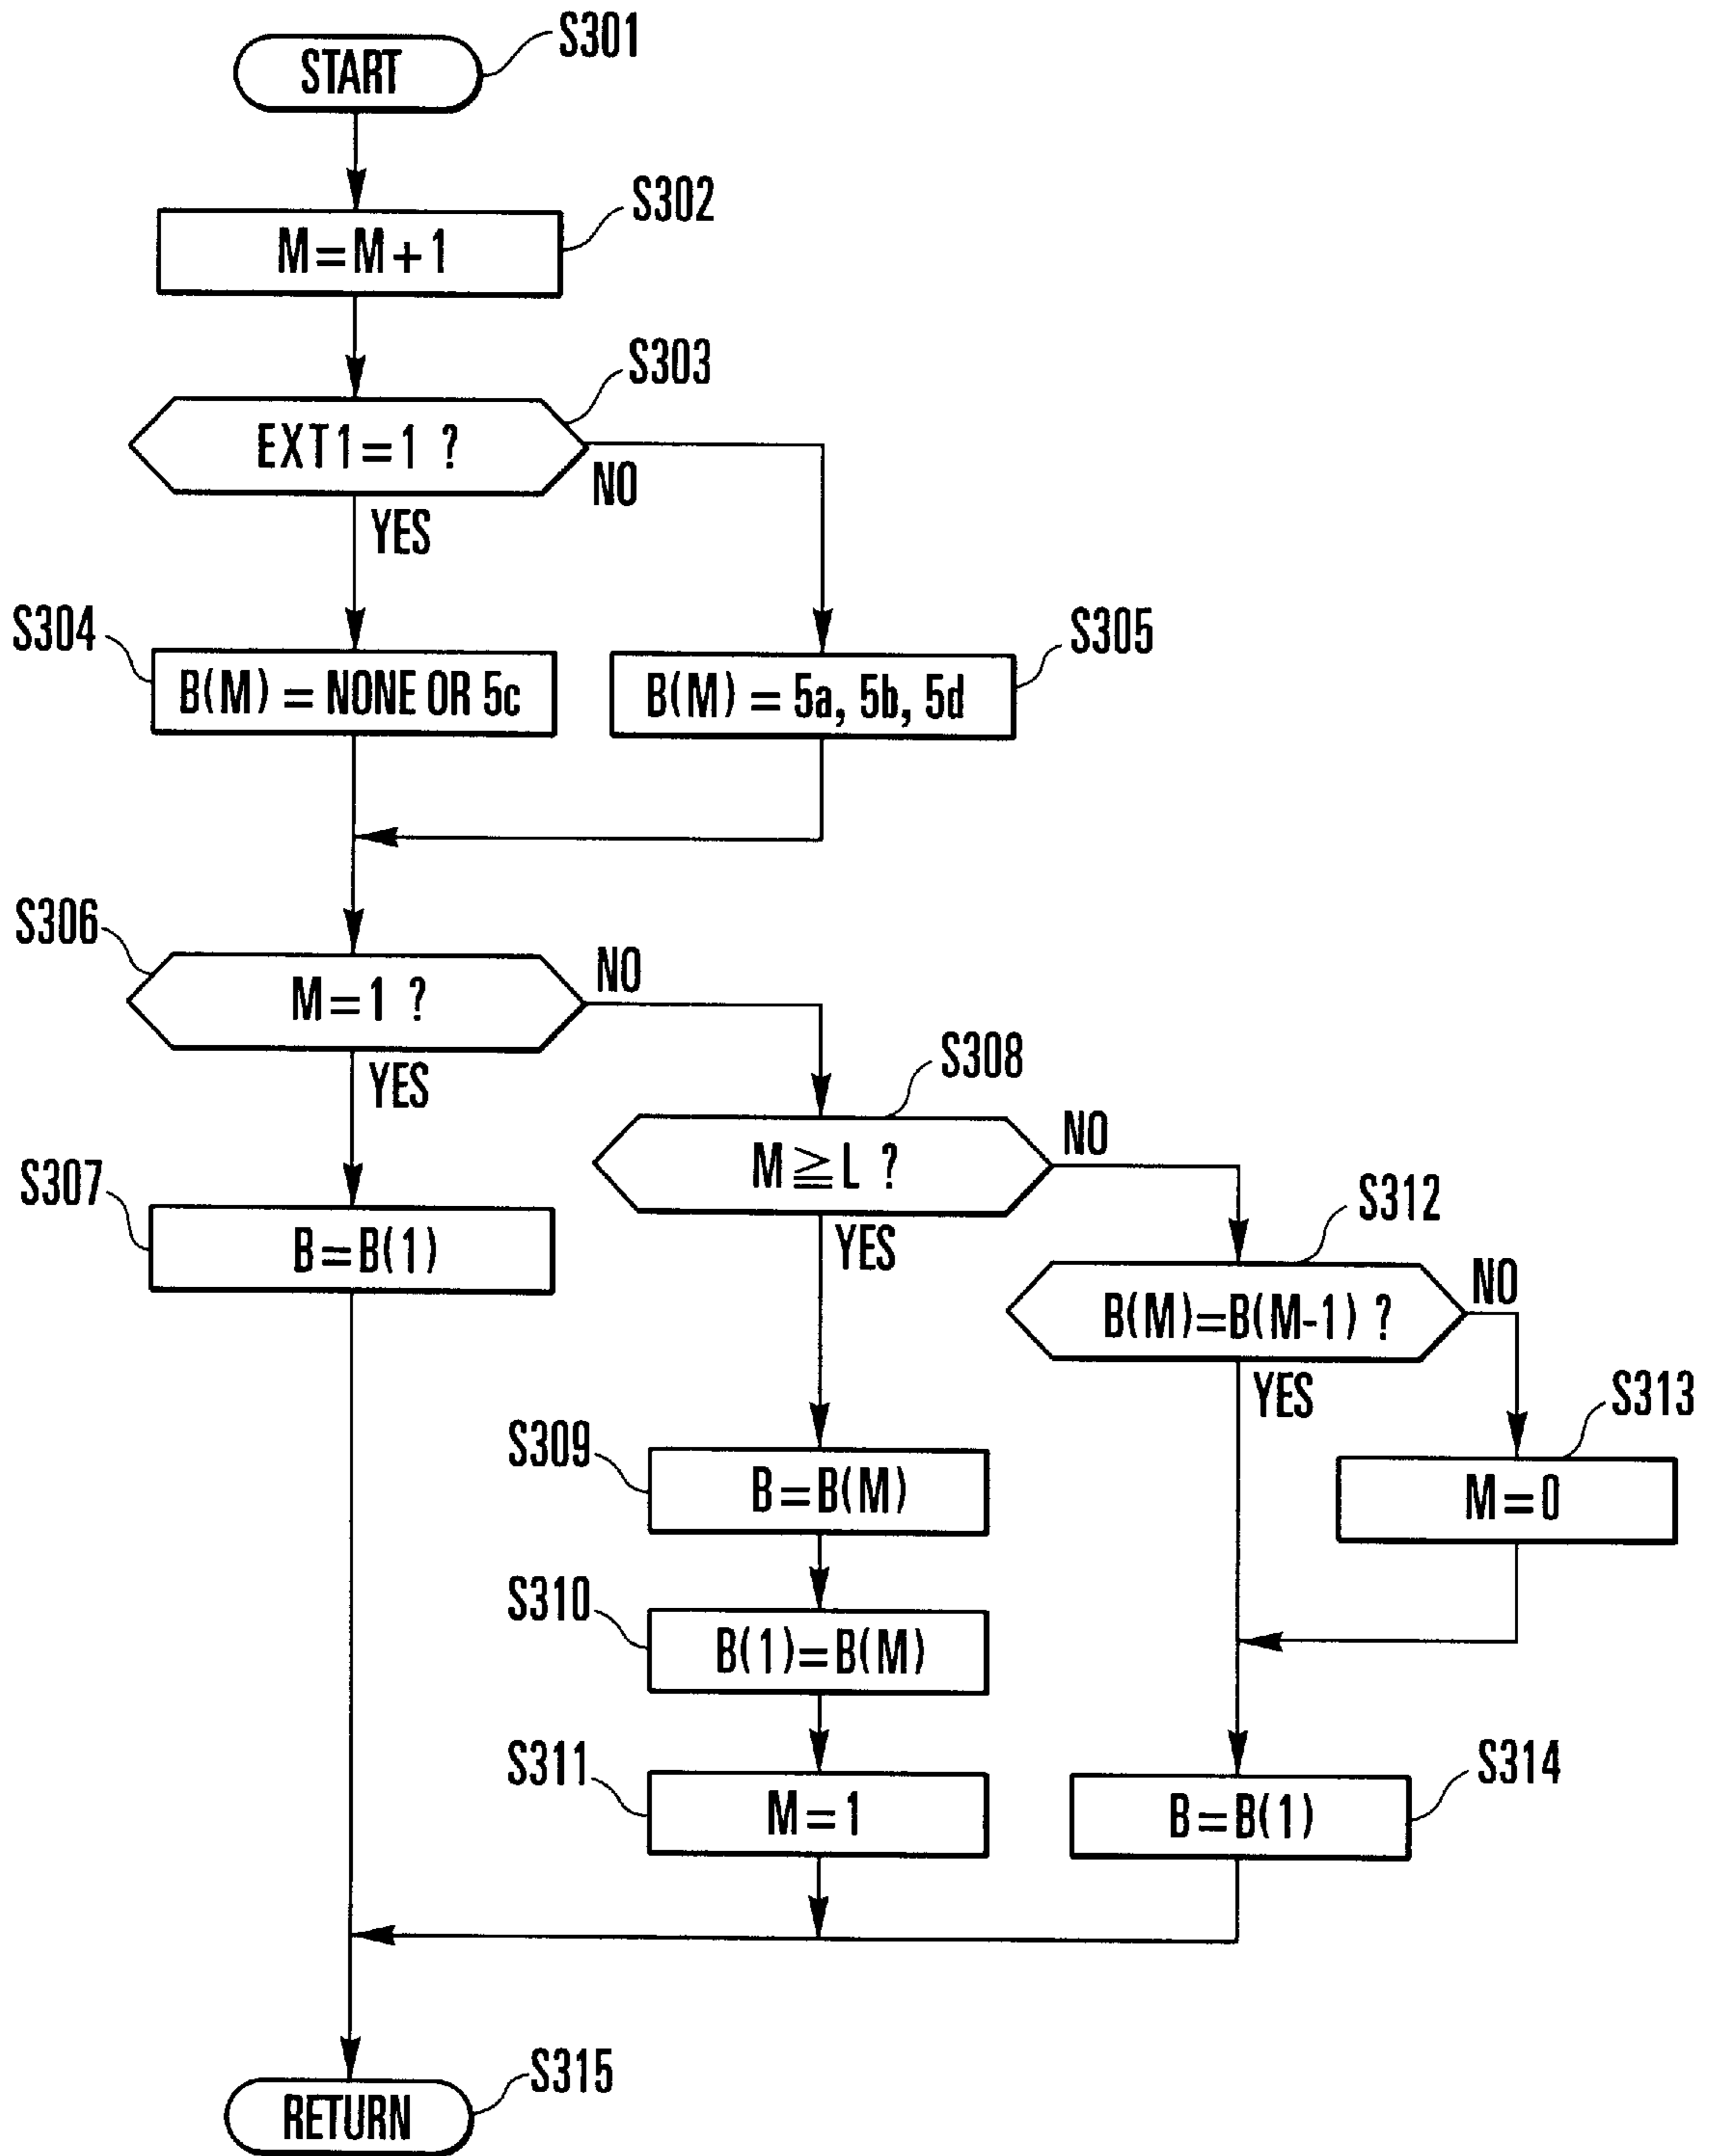 START
S301
M=M+1
S302
EXT1=1 ?
S303
NO
YES
S304
B(M) = NONE OR 5c
B(M) = 5a, 5b, 5d
S305
S306
M=1 ?
NO
YES
S307
B=B(1)
S308
M≧L ?
NO
YES
S312
B(M)=B(M-1) ?
NO
YES
S313
M=0
S309
B=B(M)
S310
B(1)=B(M)
S311
M=1
S314
B=B(1)
S315
RETURN